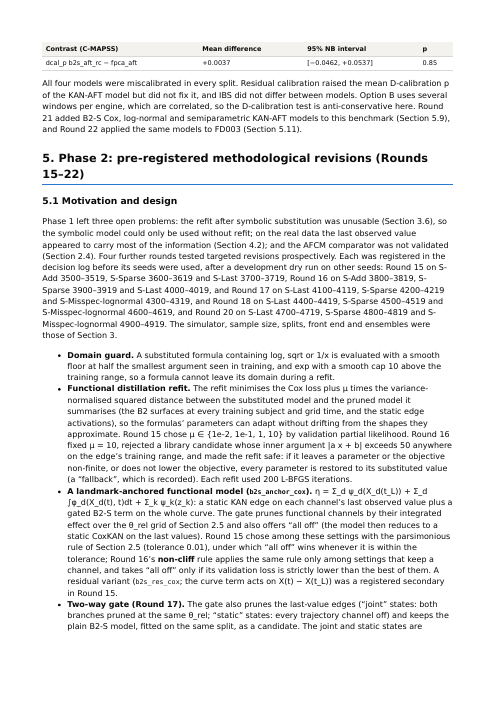 Contrast (C-MAPSS) Mean difference 95% NB interval p
dcal_p b2s_aft_rc − fpca_aft +0.0037 [−0.0462, +0.0537] 0.85
All four models were miscalibrated in every split. Residual calibration raised the mean D-calibration p
of the KAN-AFT model but did not fix it, and IBS did not differ between models. Option B uses several
windows per engine, which are correlated, so the D-calibration test is anti-conservative here. Round
21 added B2-S Cox, log-normal and semiparametric KAN-AFT models to this benchmark (Section 5.9),
and Round 22 applied the same models to FD003 (Section 5.11).
5. Phase 2: pre-registered methodological revisions (Rounds
15–22)
5.1 Motivation and design
Phase 1 left three open problems: the refit after symbolic substitution was unusable (Section 3.6), so
the symbolic model could only be used without refit; on the real data the last observed value
appeared to carry most of the information (Section 4.2); and the AFCM comparator was not validated
(Section 2.4). Four further rounds tested targeted revisions prospectively. Each was registered in the
decision log before its seeds were used, after a development dry run on other seeds: Round 15 on S-
Add 3500–3519, S-Sparse 3600–3619 and S-Last 3700–3719, Round 16 on S-Add 3800–3819, S-
Sparse 3900–3919 and S-Last 4000–4019, and Round 17 on S-Last 4100–4119, S-Sparse 4200–4219
and S-Misspec-lognormal 4300–4319, and Round 18 on S-Last 4400–4419, S-Sparse 4500–4519 and
S-Misspec-lognormal 4600–4619, and Round 20 on S-Last 4700–4719, S-Sparse 4800–4819 and S-
Misspec-lognormal 4900–4919. The simulator, sample size, splits, front end and ensembles were
those of Section 3.
• Domain guard. A substituted formula containing log, sqrt or 1/x is evaluated with a smooth
floor at half the smallest argument seen in training, and exp with a smooth cap 10 above the
training range, so a formula cannot leave its domain during a refit.
• Functional distillation refit. The refit minimises the Cox loss plus μ times the variance-
normalised squared distance between the substituted model and the pruned model it
summarises (the B2 surfaces at every training subject and grid time, and the static edge
activations), so the formulas’ parameters can adapt without drifting from the shapes they
approximate. Round 15 chose μ ∈ {1e-2, 1e-1, 1, 10} by validation partial likelihood. Round 16
fixed μ = 10, rejected a library candidate whose inner argument |a x + b| exceeds 50 anywhere
on the edge’s training range, and made the refit safe: if it leaves a parameter or the objective
non-finite, or does not lower the objective, every parameter is restored to its substituted value
(a “fallback”, which is recorded). Each refit used 200 L-BFGS iterations.
• A landmark-anchored functional model (b2s_anchor_cox). η = Σ_d ψ_d(X_d(t_L)) + Σ_d
∫φ_d(X_d(t), t)dt + Σ_k ψ_k(z_k): a static KAN edge on each channel’s last observed value plus a
gated B2-S term on the whole curve. The gate prunes functional channels by their integrated
effect over the θ_rel grid of Section 2.5 and also offers “all off” (the model then reduces to a
static CoxKAN on the last values). Round 15 chose among these settings with the parsimonious
rule of Section 2.5 (tolerance 0.01), under which “all off” wins whenever it is within the
tolerance; Round 16’s non-cliff rule applies the same rule only among settings that keep a
channel, and takes “all off” only if its validation loss is strictly lower than the best of them. A
residual variant (b2s_res_cox; the curve term acts on X(t) − X(t_L)) was a registered secondary
in Round 15.
• Two-way gate (Round 17). The gate also prunes the last-value edges (“joint” states: both
branches pruned at the same θ_rel; “static” states: every trajectory channel off) and keeps the
plain B2-S model, fitted on the same split, as a candidate. The joint and static states are